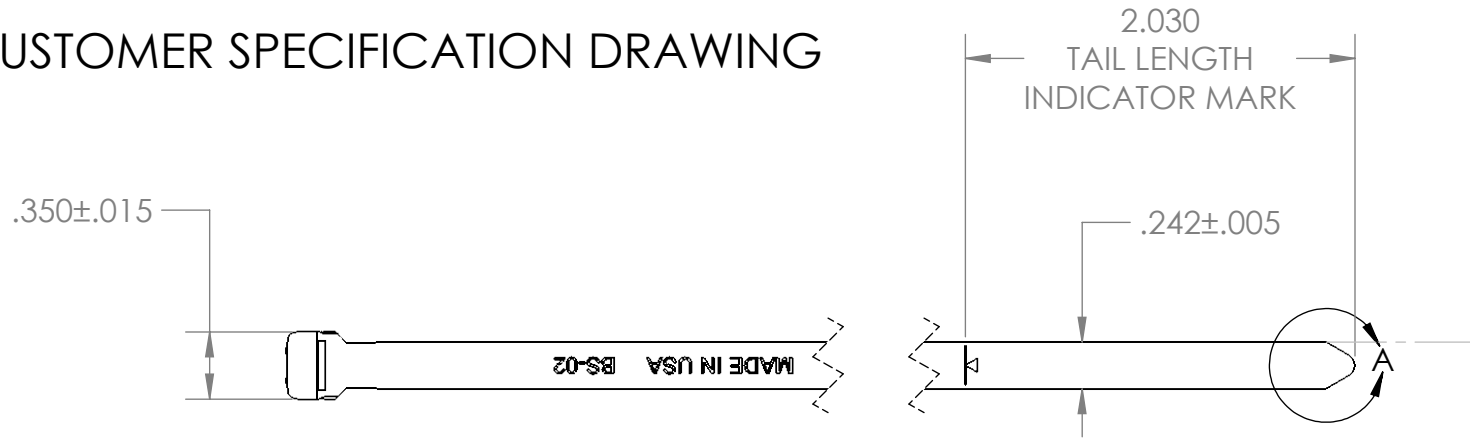 USTOMER SPECIFICATION DRAWING
2.030
TAIL LENGTH
INDICATOR MARK
.350±.015
.242±.005
MADE IN USA BS-02
A